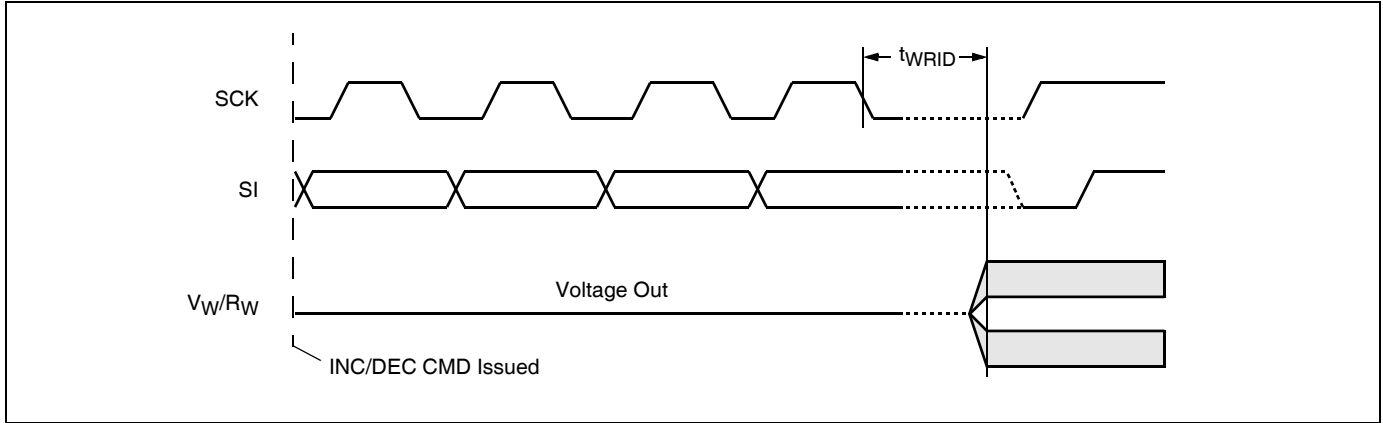 tWRID
SCK
SI
Voltage Out
VW/RW
INC/DEC CMD Issued